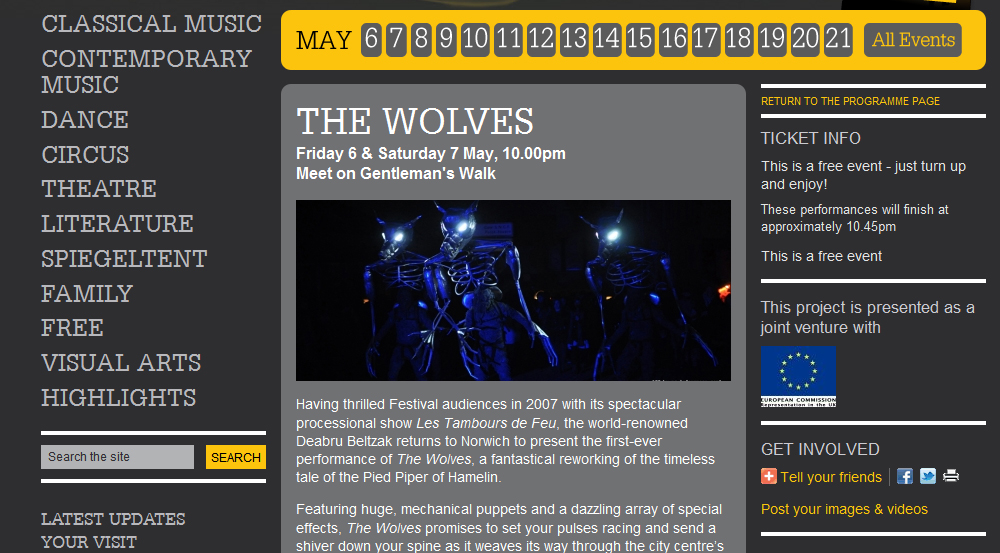 CLASSICAL MUSIC
CONTEMPORARY
MUSIC
DANCE
CIRCUS
THEATRE
LITERATURE
SPIEGELTENT
FAMILY
FREE
VISUAL ARTS
HIGHLIGHTS
Search the site SEARCH
LATEST UPDATES
YOUR VISIT
MAY 6 7 8 9 10 11 12 13 14 15 16 17 18 19 20 21 All Events
THE WOLVES
Friday 6 & Saturday 7 May, 10.00pm
Meet on Gentleman's Walk
Having thrilled Festival audiences in 2007 with its spectacular
processional show Les Tambours de Feu, the world-renowned
Deabru Beltzak returns to Norwich to present the first-ever
performance of The Wolves, a fantastical reworking of the timeless
tale of the Pied Piper of Hamelin.
Featuring huge, mechanical puppets and a dazzling array of special
effects, The Wolves promises to set your pulses racing and send a
shiver down your spine as it weaves its way through the city centre's
RETURN TO THE PROGRAMME PAGE
TICKET INFO
This is a free event - just turn up
and enjoy!
These performances will finish at
approximately 10.45pm
This is a free event
This project is presented as a
joint venture with
EUROPEAN COMMISSION
Representation in the UK
GET INVOLVED
Tell your friends
Post your images & videos